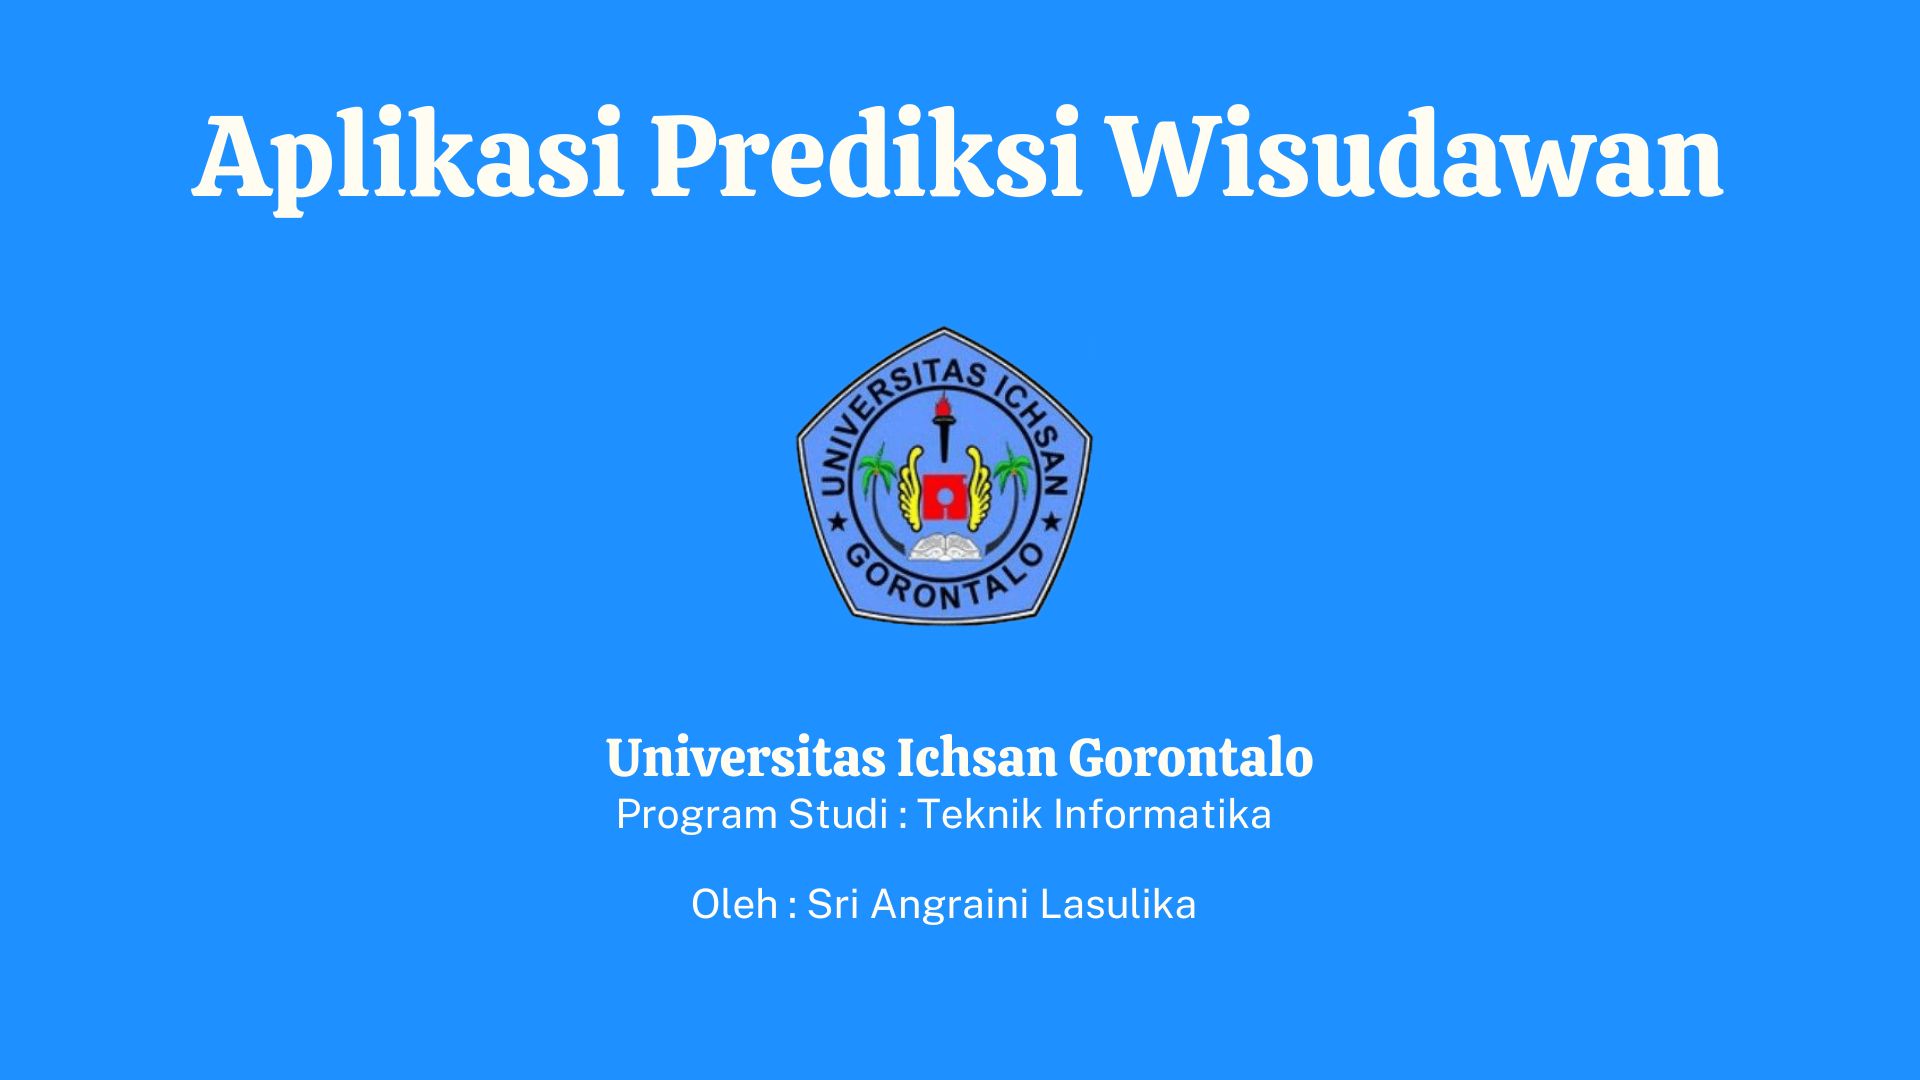 Aplikasi Prediksi Wisudawan
UNIVERSITAS ICHSAN
GORONTALO
Universitas Ichsan Gorontalo
Program Studi : Teknik Informatika
Oleh : Sri Angraini Lasulika